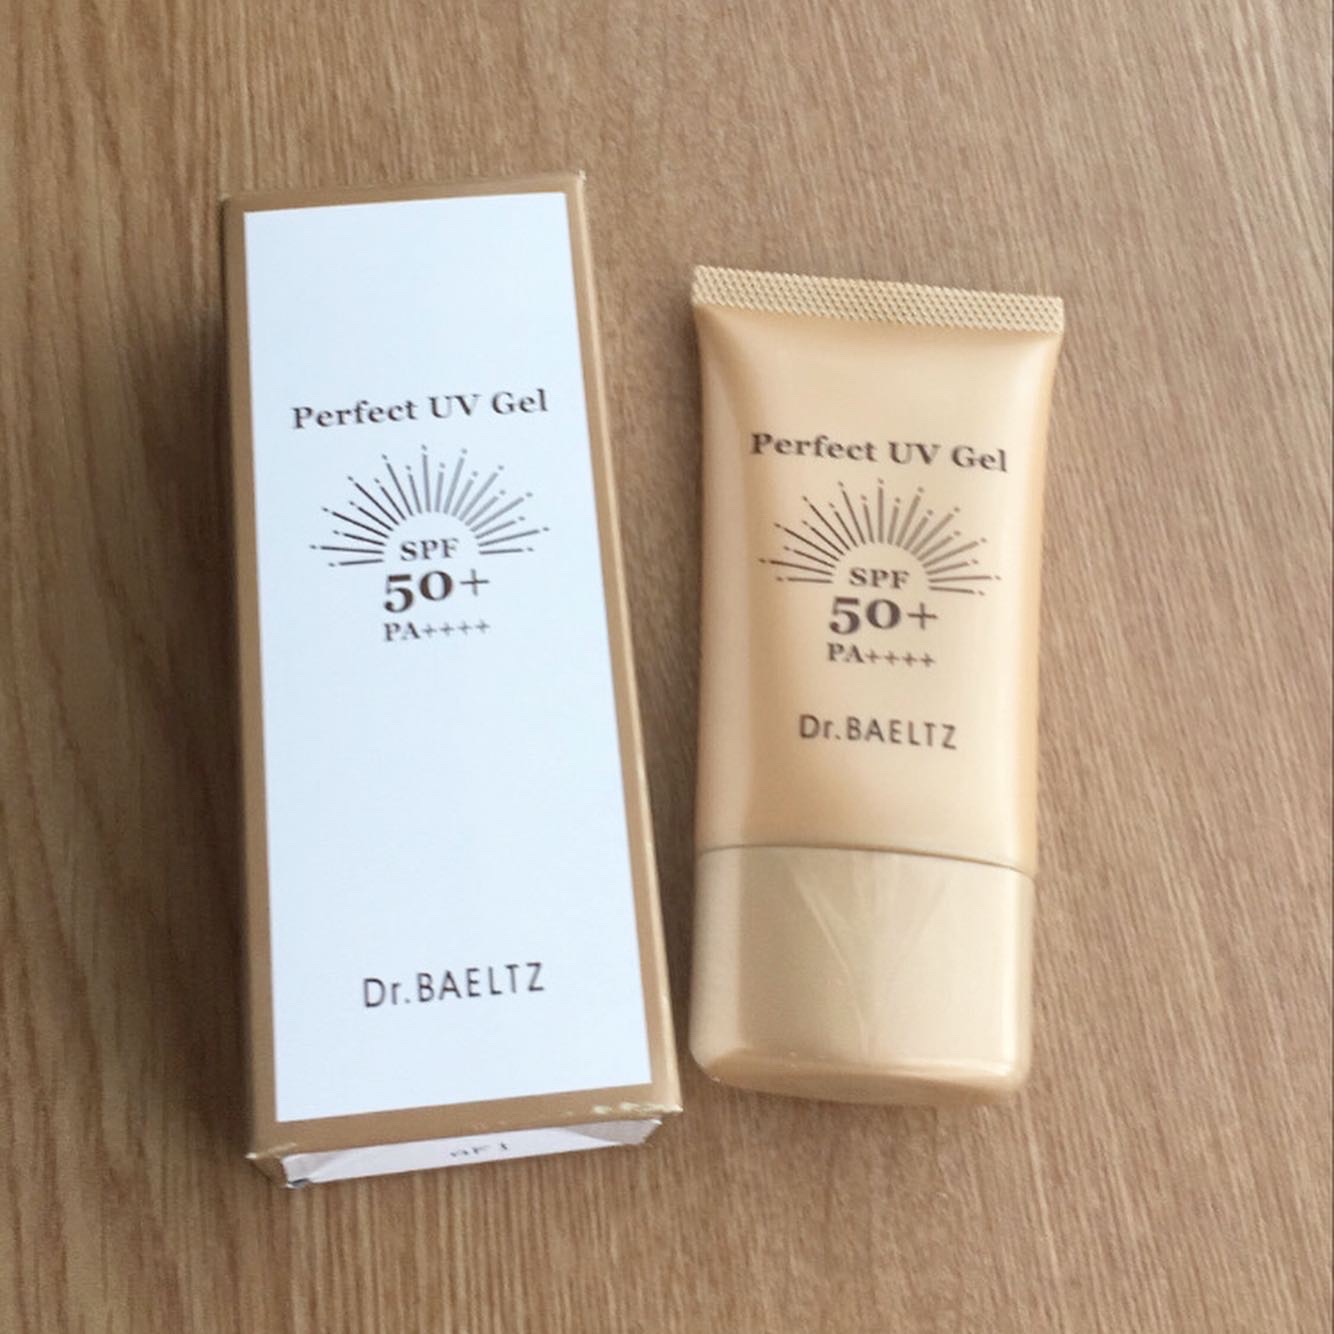 Perfect UV Gel
SPF
50+
PA++++
Dr.BAELTZ
Perfect UV Gel
SPF
50+
PA++++
Dr.BAELTZ